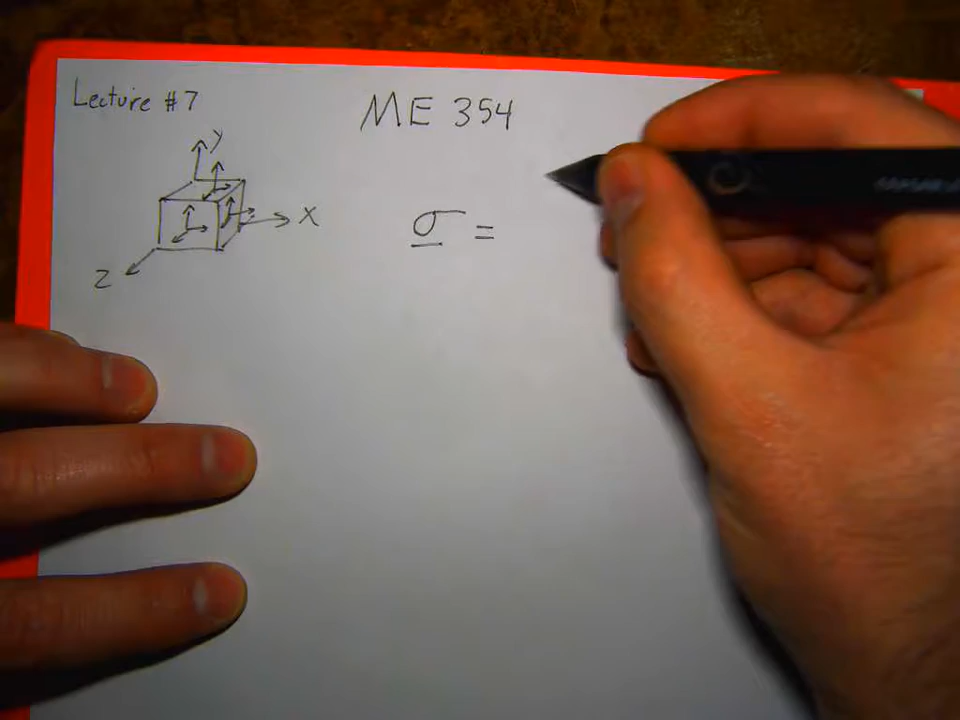 Lecture #7
ME 354
y
x
z
σ =